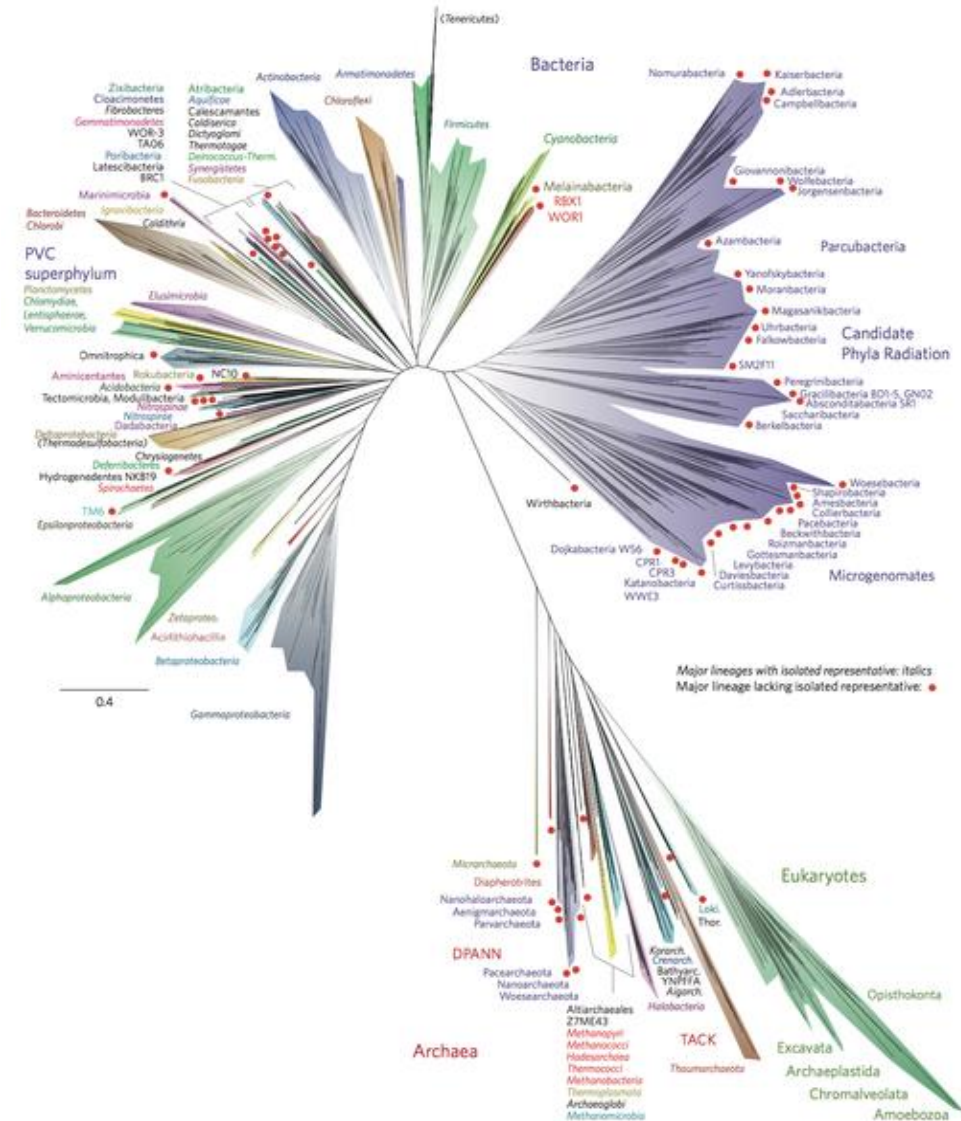 (Tenericutes)
Bacteria
Zixibacteria
Cloacimonetes
Fibrobacteres
Gemmatimonadetes
WOR-3
TA06
Poribacteria
Latescibacteria
BRC1
Atribacteria
Aquificae
Calescamantes
Caldiserica
Dictyoglomi
Thermotogae
Deinococcus-Therm.
Synergistetes
Fusobacteria
Actinobacteria
Armatimonadetes
Chloroflexi
Firmicutes
Cyanobacteria
Melainabacteria
RBX1
WOR1
Nomurabacteria
Kaiserbacteria
Adlerbacteria
Campbellbacteria
Giovannonibacteria
Wolfebacteria
Jorgensenbacteria
Azambacteria
Parcubacteria
Yanofskybacteria
Moranbacteria
Magasanikbacteria
Uhrbacteria
Falkowbacteria
Candidate
Phyla Radiation
SM2F11
Peregrinibacteria
Gracilibacteria BD1-5, GN02
Absconditabacteria SR1
Saccharibacteria
Berkelbacteria
Marinimicrobia
Bacteroidetes
Chlorobi
Ignavibacteria
Caldithrix
PVC
superphylum
Planctomycetes
Chlamydiae,
Lentisphaerae,
Verrucomicrobia
Elusimicrobia
Omnitrophica
Aminicentantes
Rokubacteria
NC10
Acidobacteria
Tectomicrobia, Modulibacteria
Nitrospinae
Nitrospirae
Dadabacteria
Deltaprotebacteria
(Thermodesulfobacteria)
Chrysiogenetes
Deferribacteres
Hydrogenedentes NKB19
Spirochaetes
TM6
Epsilonproteobacteria
Alphaproteobacteria
Zetaproteo.
Acidithiobacillia
Betaproteobacteria
Gammaproteobacteria
0.4
Wirthbacteria
Woesebacteria
Shapirobacteria
Amesbacteria
Collierbacteria
Pacebacteria
Beckwithbacteria
Roizmanbacteria
Gottesmanbacteria
Levybacteria
Daviesbacteria
Curtissbacteria
Microgenomates
Dojkabacteria WS6
CPR1
CPR3
Katanobacteria
WWE3
Major lineages with isolated representative: italics
Major lineage lacking isolated representative:
Micrarchaeota
Diapherotrites
Nanohaloarchaeota
Aenigmarchaeota
Parvarchaeota
DPANN
Pacearchaeota
Nanoarchaeota
Woesearchaeota
Archaea
Altiarchaeales
Z7ME43
Methanopyri
Methanococci
Hadesarchaea
Thermococci
Methanobacteria
Thermoplasmata
Archaeoglobi
Methanomicrobia
Halobacteria
Korarch.
Crenarch.
Bathyarc.
YNPFFA
Aigarch.
TACK
Thaumarchaeota
Loki.
Thor.
Eukaryotes
Opisthokonta
Excavata
Archaeplastida
Chromalveolata
Amoebozoa